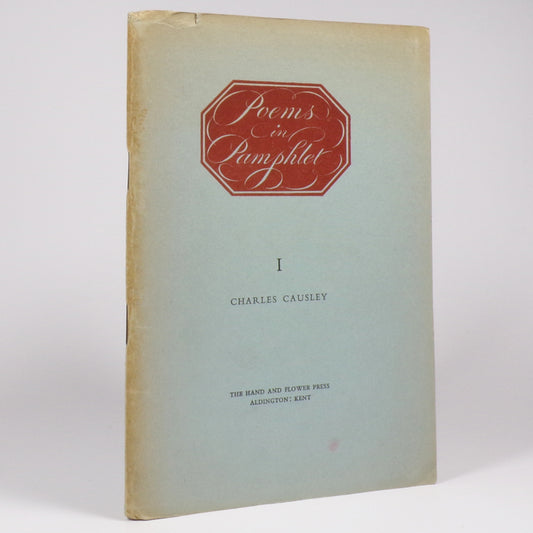 Poems
in
Pamphlet
I
CHARLES CAUSLEY
THE HAND AND FLOWER PRESS
ALDINGTON: KENT